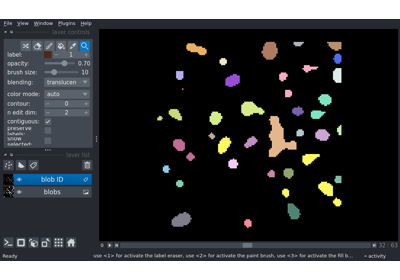 File View Window Plugins Help
layer controls
label: 1
opacity: 0.70
brush size: 10
blending: translucen
color mode: auto
contour: 0
n edit dim: 2
contiguous:
preserve
labels:
show
selected:
layer list
blob ID
blobs
32 63
Ready use <1> for activate the label eraser, use <2> for activate the paint brush, use <3> for activate the fill b... activity